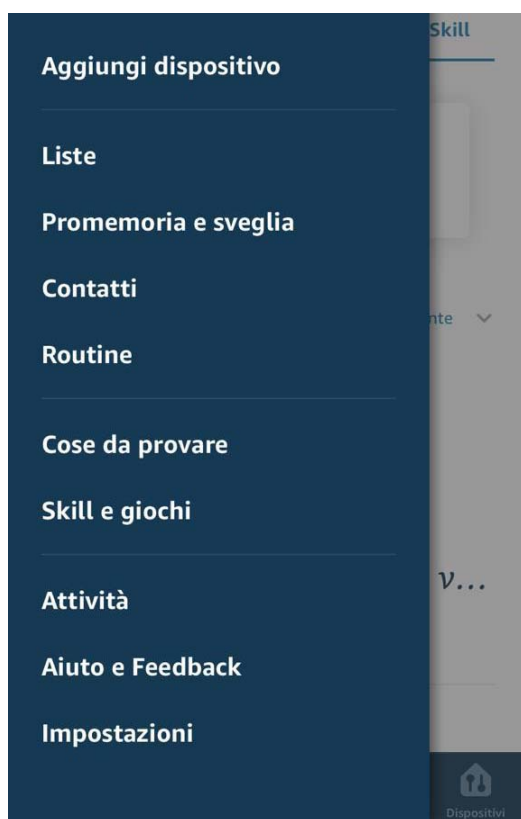 Skill
Aggiungi dispositivo
Liste
Promemoria e sveglia
Contatti
nte
Routine
Cose da provare
Skill e giochi
v...
Attività
Aiuto e Feedback
Impostazioni
Dispositivi